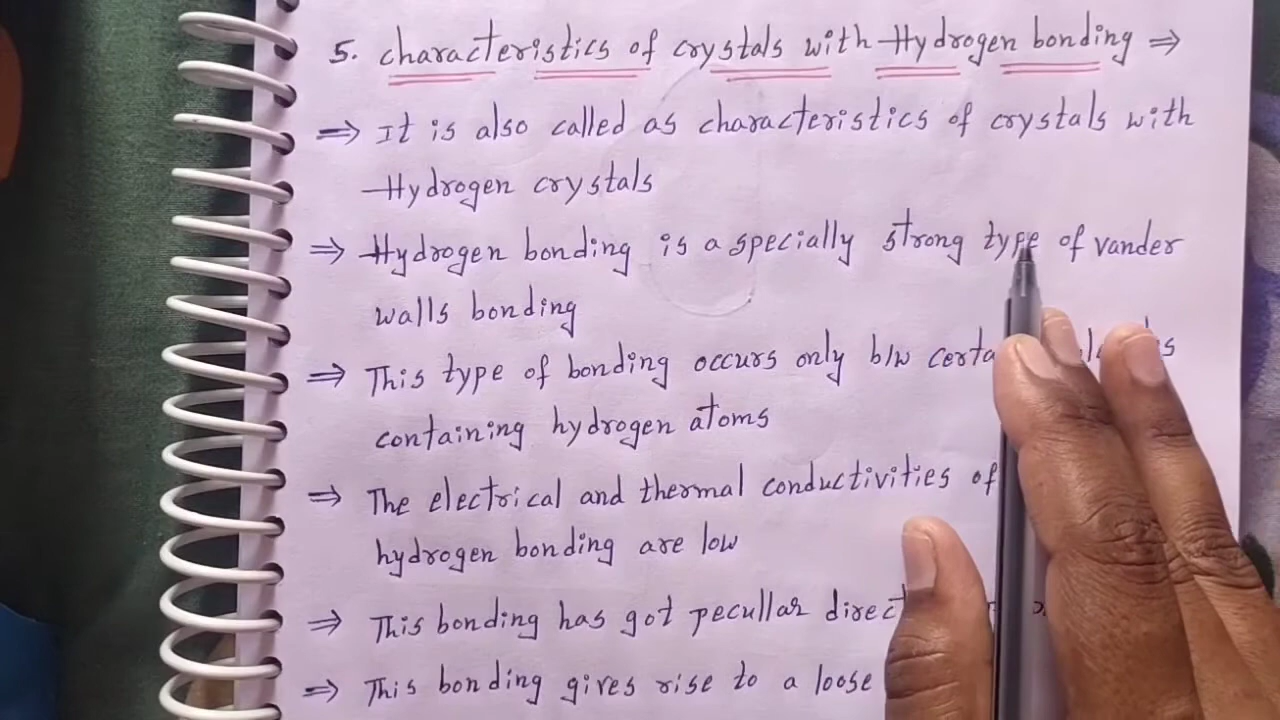 5. characteristics of crystals with Hydrogen bonding ⇒
⇒ It is also called as characteristics of crystals with
Hydrogen crystals
⇒ Hydrogen bonding is a specially strong type of vander
walls bonding
⇒ This type of bonding occurs only b/w
containing hydrogen atoms
⇒ The electrical and thermal conductivities of
hydrogen bonding are low
⇒ This bonding has got pecullar
⇒ This bonding gives rise to a loose